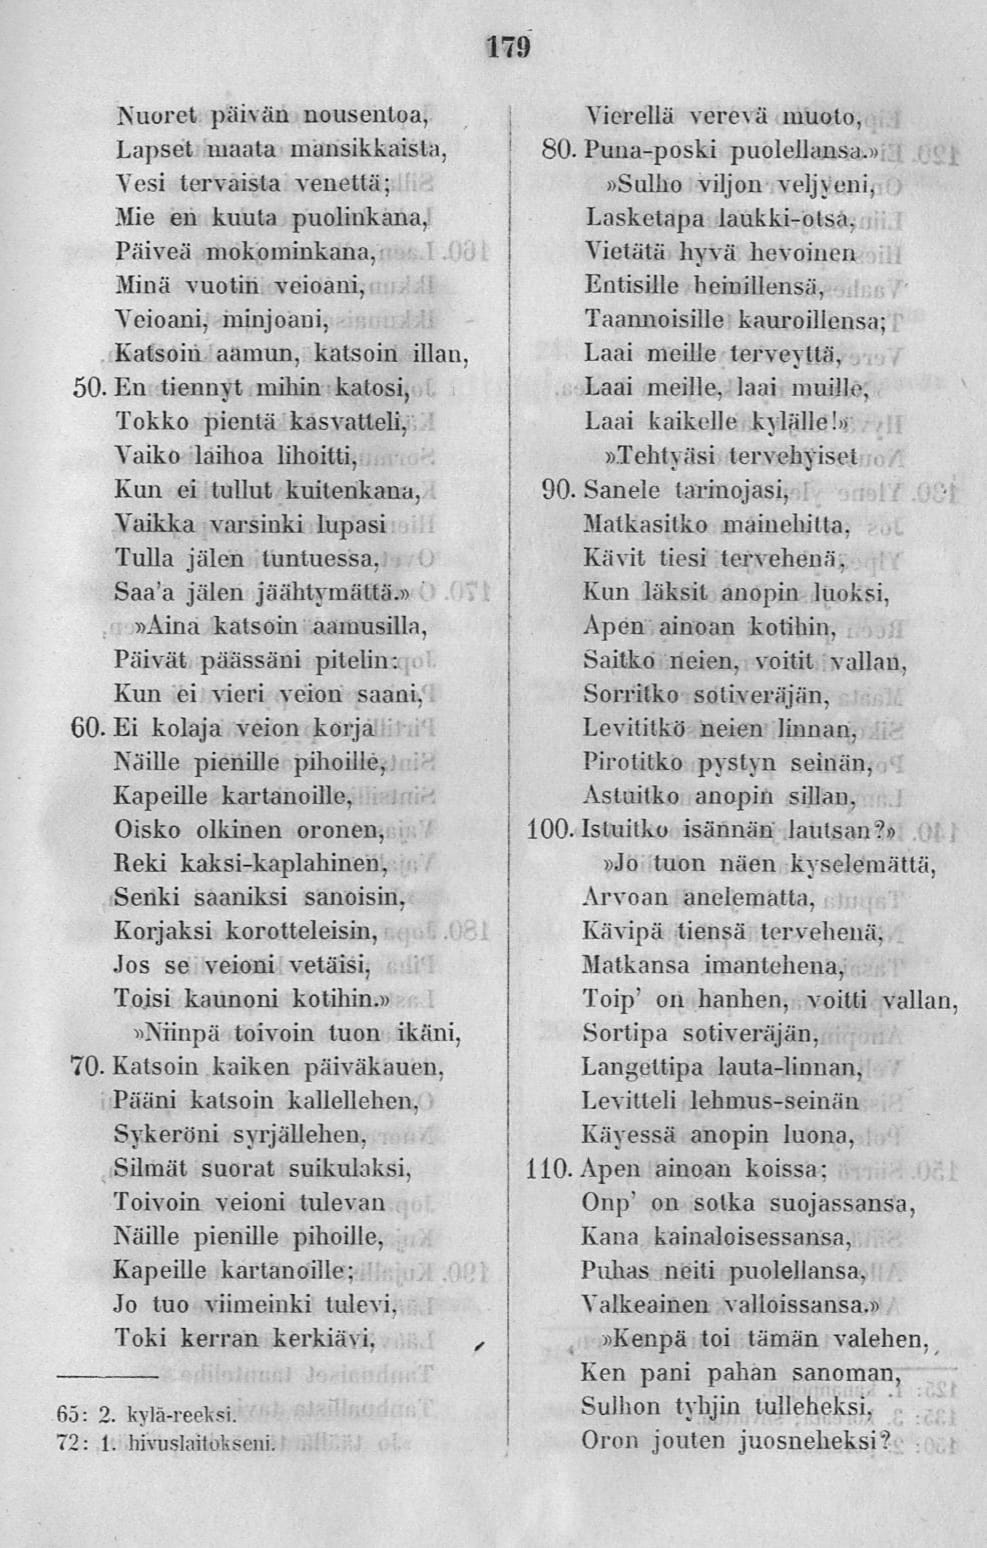 179
Nuoret päivän nousentoa,
Lapset maata mansikkaista,
Vesi tervaista venettä;
Mie en kuuta puolinkana,
Päiveä mokominkana,
Minä vuotin veioani,
Veioani, minjoani,
Katsoin aamun, katsoin illan,
50. En tiennyt mihin katosi,
Tokko pientä kasvatteli,
Vaiko laihoa lihoitti,
Kun ei tullut kuitenkana,
Vaikka varsinki lupasi
Tulla jälen tuntuessa,
Saa'a jälen jäähtymättä.»
»Aina katsoin aamusilla,
Päivät päässäni pitelin:
Kun ei vieri veion saani,
60. Ei kolaja veion korja
Näille pienille pihoille,
Kapeille kartanoille,
Oisko olkinen oronen,
Reki kaksi-kaplahinen,
Senki saaniksi sanoisin,
Korjaksi korotteleisin,
Jos se veioni vetäisi,
Toisi kaunoni kotihin.»
»Niinpä toivoin tuon ikäni,
70. Katsoin kaiken päiväkauen,
Pääni katsoin kallellehen,
Sykeröni syrjällehen,
Silmät suorat suikulaksi,
Toivoin veioni tulevan
Näille pienille pihoille,
Kapeille kartanoille;
Jo tuo viimeinki tulevi,
Toki kerran kerkiävi,
65: 2. kylä-reeksi.
72: 1. hivuslaitokseni.
Vierellä verevä muoto,
80. Puna-poski puolellansa.»
»Sulho viljon veljyeni,
Lasketapa laukki-otsa,
Vietätä hyvä hevoinen
Entisille heinillensä,
Taannoisille kauroillensa;
Laai meille terveyttä,
Laai meille, laai muille,
Laai kaikelle kylälle!»
»Tehtyäsi tervehyiset
90. Sanele tarinojasi,
Matkasitko mainehitta,
Kävit tiesi tervehenä,
Kun läksit anopin luoksi,
Apen ainoan kotihin,
Saitko neien, voitit vallan,
Sorritko sotiveräjän,
Levititkö neien linnan,
Pirotitko pystyn seinän,
Astuitko anopin sillan,
100. Istuitko isännän lautsan?»
»Jo tuon näen kyselemättä,
Arvoan anelematta,
Kävipä tiensä tervehenä,
Matkansa imantehena,
Toip' on hanhen, voitti vallan,
Sortipa sotiveräjän,
Langettipa lauta-linnan,
Levitteli lehmus-seinän
Käyessä anopin luona,
110. Apen ainoan koissa;
Onp' on sotka suojassansa,
Kana kainaloisessansa,
Puhas neiti puolellansa,
Valkeainen valloissansa.»
»Kenpä toi tämän valehen,
Ken pani pahan sanoman,
Sulhon tyhjin tulleheksi,
Oron jouten juosneheksi?